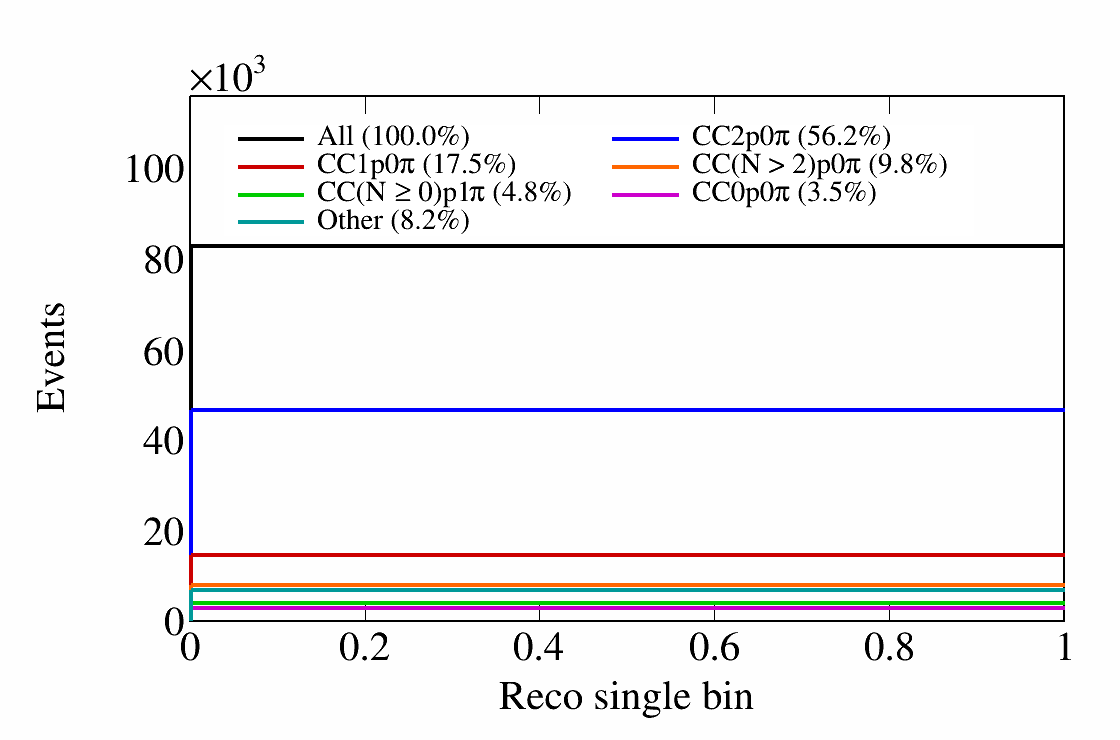 ×10³
All (100.0%) CC2p0π (56.2%)
CC1p0π (17.5%) CC(N > 2)p0π (9.8%)
CC(N ≥ 0)p1π (4.8%) CC0p0π (3.5%)
Other (8.2%)
100
80
60
40
20
0
Events
0 0.2 0.4 0.6 0.8 1
Reco single bin